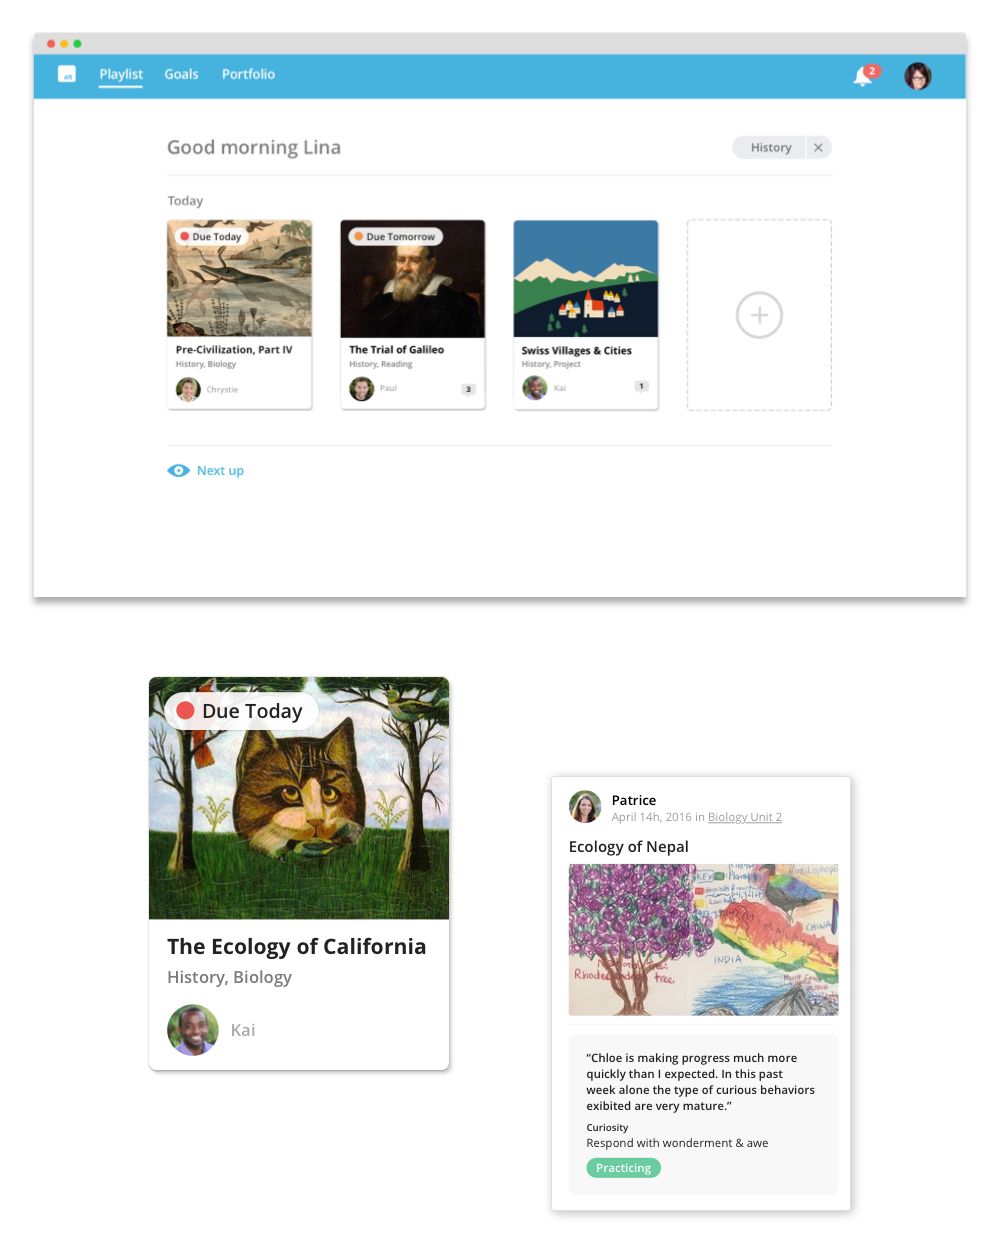 Playlist Goals Portfolio
2
Good morning Lina
History ×
Today
Due Today
Due Tomorrow
Pre-Civilization, Part IV
History, Biology
Chrystie
The Trial of Galileo
History, Reading
Paul
3
Swiss Villages & Cities
History, Project
Kai
1
Next up
Due Today
The Ecology of California
History, Biology
Kai
Patrice
April 14h, 2016 in Biology Unit 2
Ecology of Nepal
KEY
CHINA
INDIA
tree
“Chloe is making progress much more
quickly than I expected. In this past
week alone the type of curious behaviors
exibited are very mature.”
Curiosity
Respond with wonderment & awe
Practicing